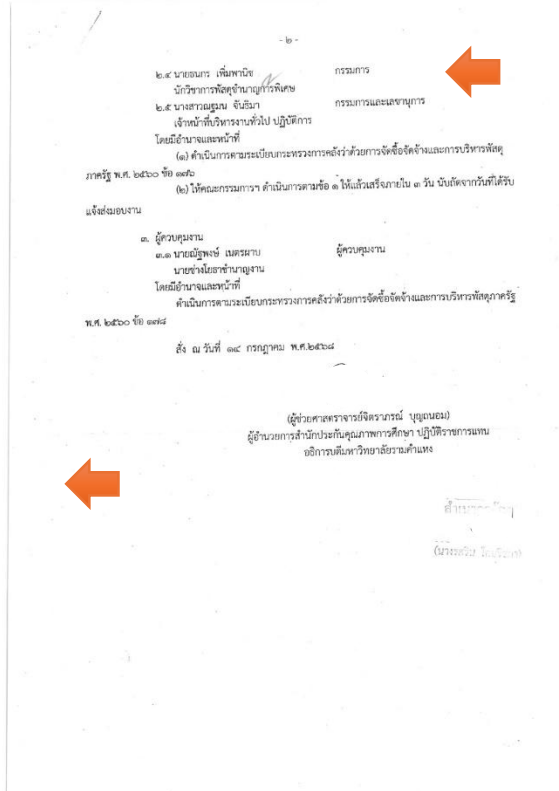 - ๒ -
๒.๔ นายธนกร เพิ่มพานิช กรรมการ
นักวิชาการพัสดุชำนาญการพิเศษ
๒.๕ นางสาวณฐมน จันธิมา กรรมการและเลขานุการ
เจ้าหน้าที่บริหารงานทั่วไป ปฏิบัติการ
โดยมีอำนาจและหน้าที่
(๑) ดำเนินการตามระเบียบกระทรวงการคลังว่าด้วยการจัดซื้อจัดจ้างและการบริหารพัสดุ
ภาครัฐ พ.ศ. ๒๕๖๐ ข้อ ๑๗๖
(๒) ให้คณะกรรมการฯ ดำเนินการตามข้อ ๑ ให้แล้วเสร็จภายใน ๓ วัน นับถัดจากวันที่ได้รับ
แจ้งส่งมอบงาน
๓. ผู้ควบคุมงาน
๓.๑ นายณัฐพงษ์ เนตรผาบ ผู้ควบคุมงาน
นายช่างโยธาชำนาญงาน
โดยมีอำนาจและหน้าที่
ดำเนินการตามระเบียบกระทรวงการคลังว่าด้วยการจัดซื้อจัดจ้างและการบริหารพัสดุภาครัฐ
พ.ศ. ๒๕๖๐ ข้อ ๑๗๘
สั่ง ณ วันที่ ๑๔ กรกฎาคม พ.ศ.๒๕๖๘
(ผู้ช่วยศาสตราจารย์จิตราภรณ์ บุญถนอม)
ผู้อำนวยการสำนักประกันคุณภาพการศึกษา ปฏิบัติราชการแทน
อธิการบดีมหาวิทยาลัยรามคำแหง